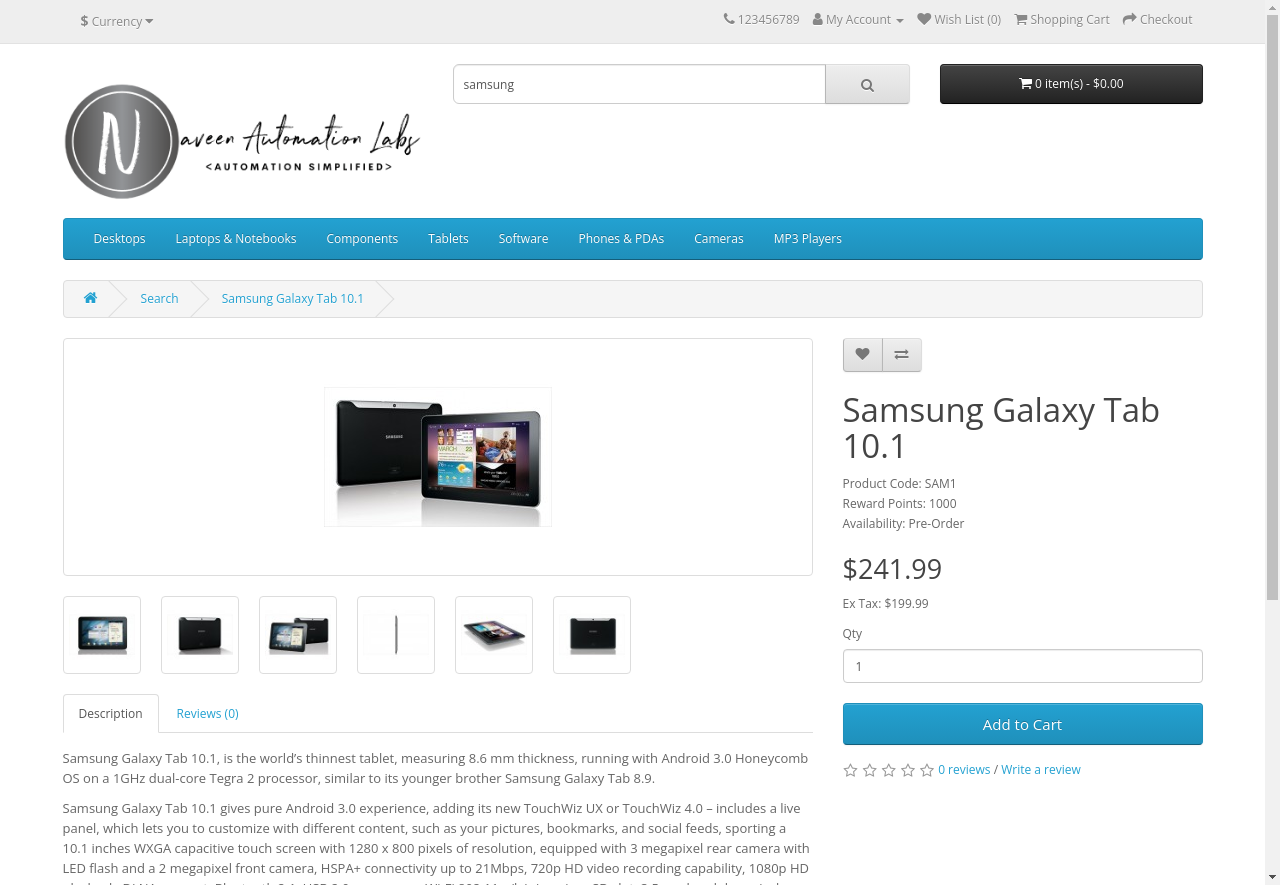 $ Currency
123456789 My Account Wish List (0) Shopping Cart Checkout
samsung
0 item(s) - $0.00
N aveen Automation Labs
<AUTOMATION SIMPLIFIED>
Desktops Laptops & Notebooks Components Tablets Software Phones & PDAs Cameras MP3 Players
Search Samsung Galaxy Tab 10.1
Samsung Galaxy Tab
10.1
Product Code: SAM1
Reward Points: 1000
Availability: Pre-Order
$241.99
Ex Tax: $199.99
Qty
1
Add to Cart
0 reviews / Write a review
SAMSUNG
MARCH 22
Description Reviews (0)
Samsung Galaxy Tab 10.1, is the world’s thinnest tablet, measuring 8.6 mm thickness, running with Android 3.0 Honeycomb
OS on a 1GHz dual-core Tegra 2 processor, similar to its younger brother Samsung Galaxy Tab 8.9.
Samsung Galaxy Tab 10.1 gives pure Android 3.0 experience, adding its new TouchWiz UX or TouchWiz 4.0 – includes a live
panel, which lets you to customize with different content, such as your pictures, bookmarks, and social feeds, sporting a
10.1 inches WXGA capacitive touch screen with 1280 x 800 pixels of resolution, equipped with 3 megapixel rear camera with
LED flash and a 2 megapixel front camera, HSPA+ connectivity up to 21Mbps, 720p HD video recording capability, 1080p HD